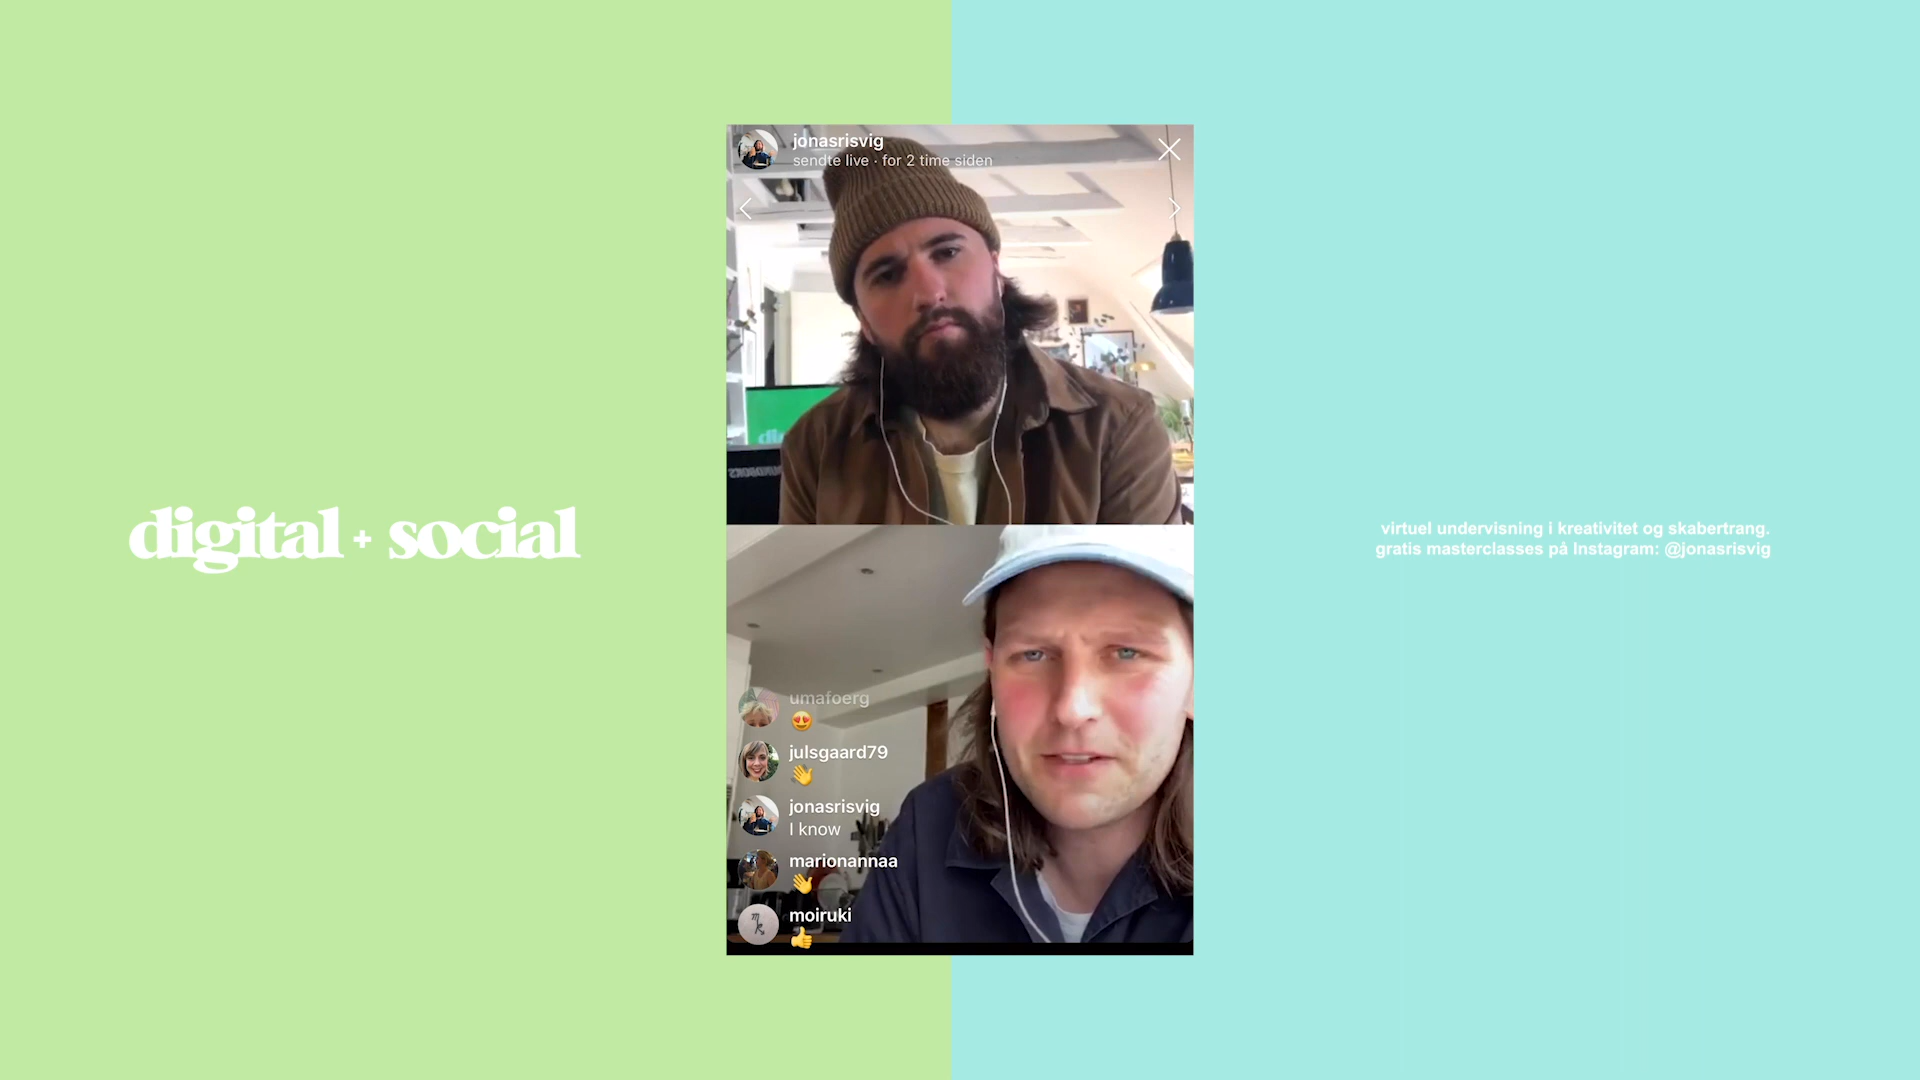 digital + social
jonasrisvig
sendte live · for 2 time siden
umafoerg
😍
julsgaard79
👋
jonasrisvig
I know
marionannaa
👋
moiruki
👍
virtuel undervisning i kreativitet og skabertrang.
gratis masterclasses på Instagram: @jonasrisvig